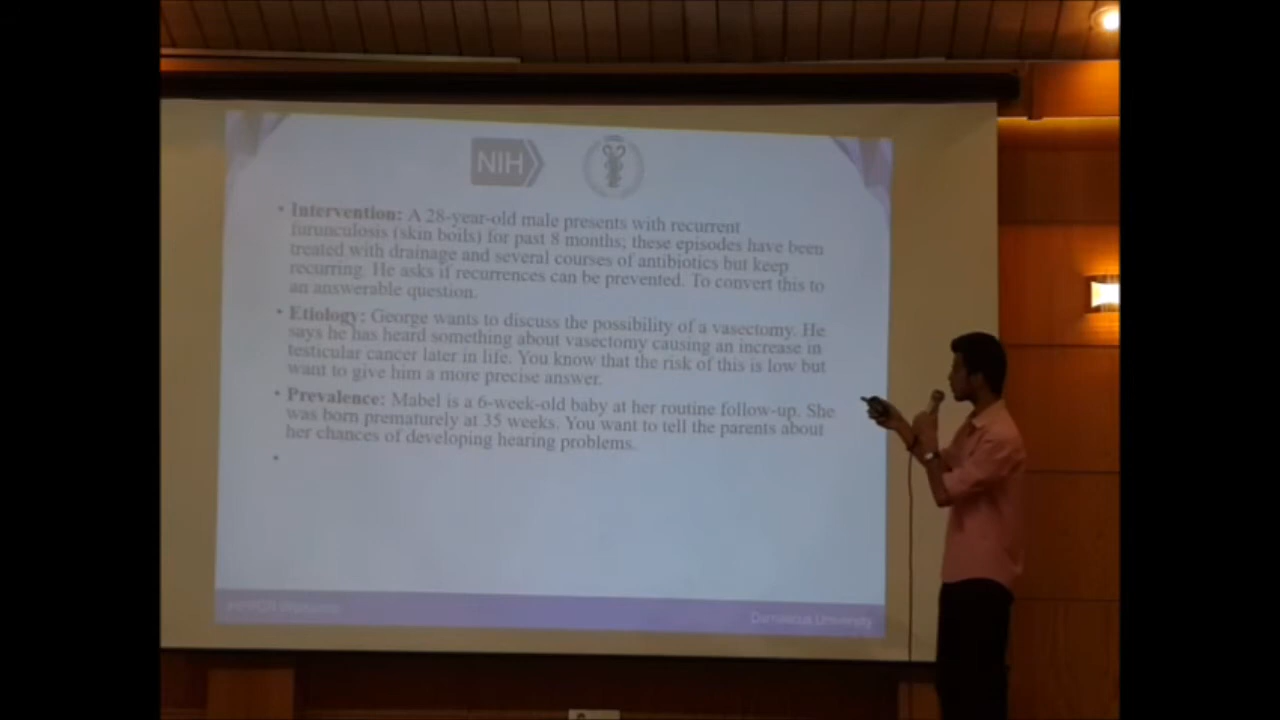 NIH
• Intervention: A 28-year-old male presents with recurrent
furunculosis (skin boils) for past 8 months; these episodes have been
treated with drainage and several courses of antibiotics but keep
recurring. He asks if recurrences can be prevented. To convert this to
an answerable question.
• Etiology: George wants to discuss the possibility of a vasectomy. He
says he has heard something about vasectomy causing an increase in
testicular cancer later in life. You know that the risk of this is low but
want to give him a more precise answer.
• Prevalence: Mabel is a 6-week-old baby at her routine follow-up. She
was born prematurely at 35 weeks. You want to tell the parents about
her chances of developing hearing problems.
•
Damascus University